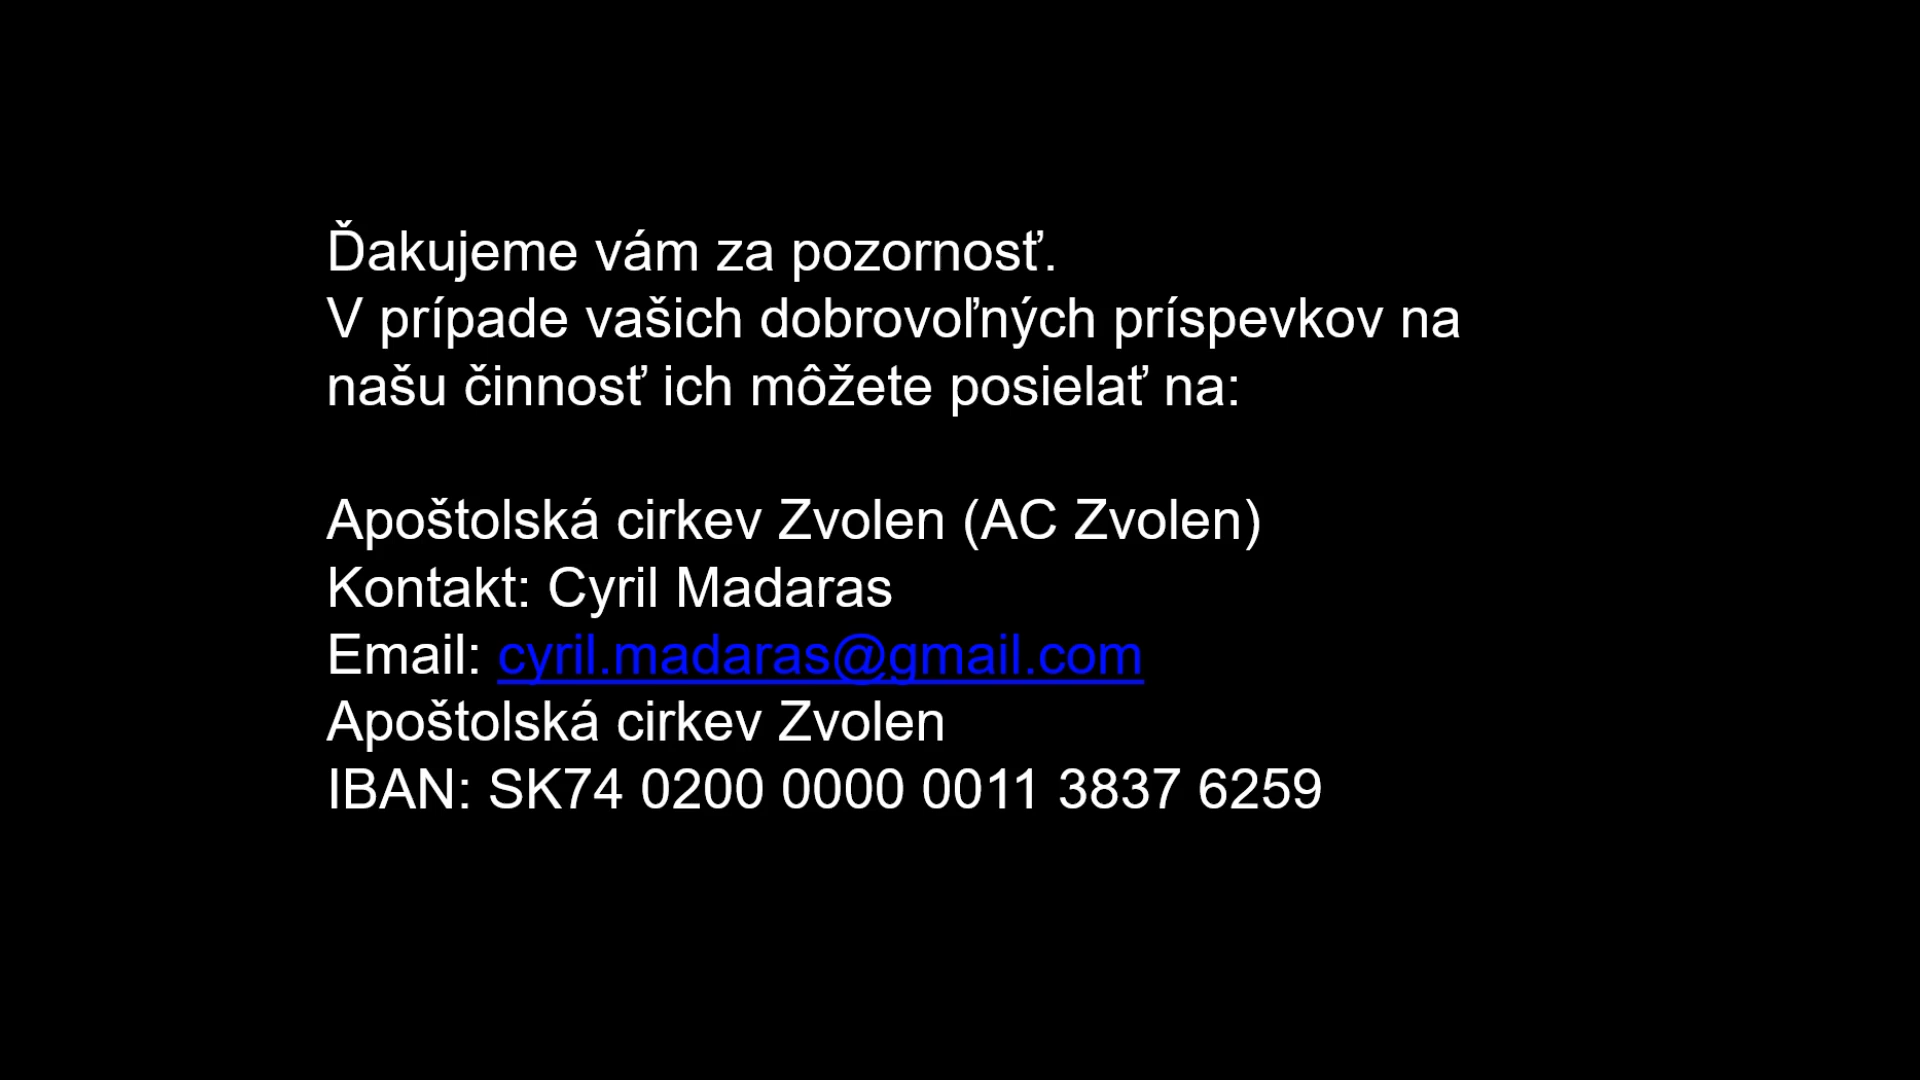 Ďakujeme vám za pozornosť.
V prípade vašich dobrovoľných príspevkov na
našu činnosť ich môžete posielať na:
Apoštolská cirkev Zvolen (AC Zvolen)
Kontakt: Cyril Madaras
Email: cyril.madaras@gmail.com
Apoštolská cirkev Zvolen
IBAN: SK74 0200 0000 0011 3837 6259